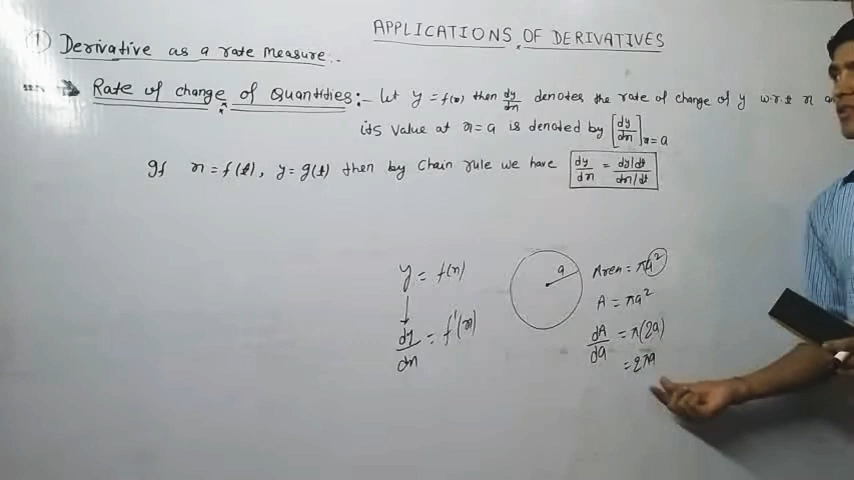 APPLICATIONS OF DERIVATIVES
① Derivative as a rate measure:-
Rate of change of Quantities:- let y = f(x) then dy/dx denotes the rate of change of y w.r.t x
its value at x = a is denoted by [dy/dx]x=a
If x = f(t), y = g(t) then by chain rule we have dy/dx = dy/dt / dx/dt
y = f(x)
dy/dx = f'(x)
a
Area = πa²
A = πa²
dA/da = π(2a)
= 2πa